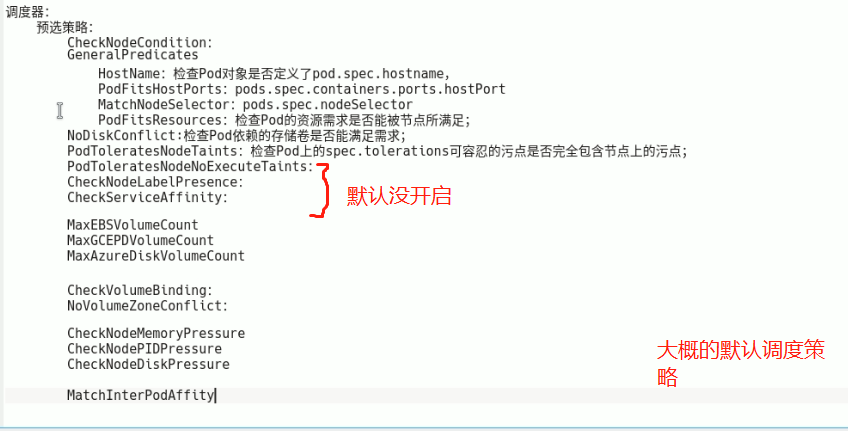 调度器:
预选策略:
CheckNodeCondition:
GeneralPredicates
HostName: 检查Pod对象是否定义了pod.spec.hostname,
PodFitsHostPorts: pods.spec.containers.ports.hostPort
MatchNodeSelector: pods.spec.nodeSelector
PodFitsResources: 检查Pod的资源需求是否能被节点所满足;
NoDiskConflict:检查Pod依赖的存储卷是否能满足需求;
PodToleratesNodeTaints: 检查Pod上的spec.tolerations可容忍的污点是否完全包含节点上的污点;
PodToleratesNodeNoExecuteTaints:
CheckNodeLabelPresence:
CheckServiceAffinity:
默认没开启
MaxEBSVolumeCount
MaxGCEPDVolumeCount
MaxAzureDiskVolumeCount
CheckVolumeBinding:
NoVolumeZoneConflict:
CheckNodeMemoryPressure
CheckNodePIDPressure
CheckNodeDiskPressure
大概的默认调度策
略
MatchInterPodAffity